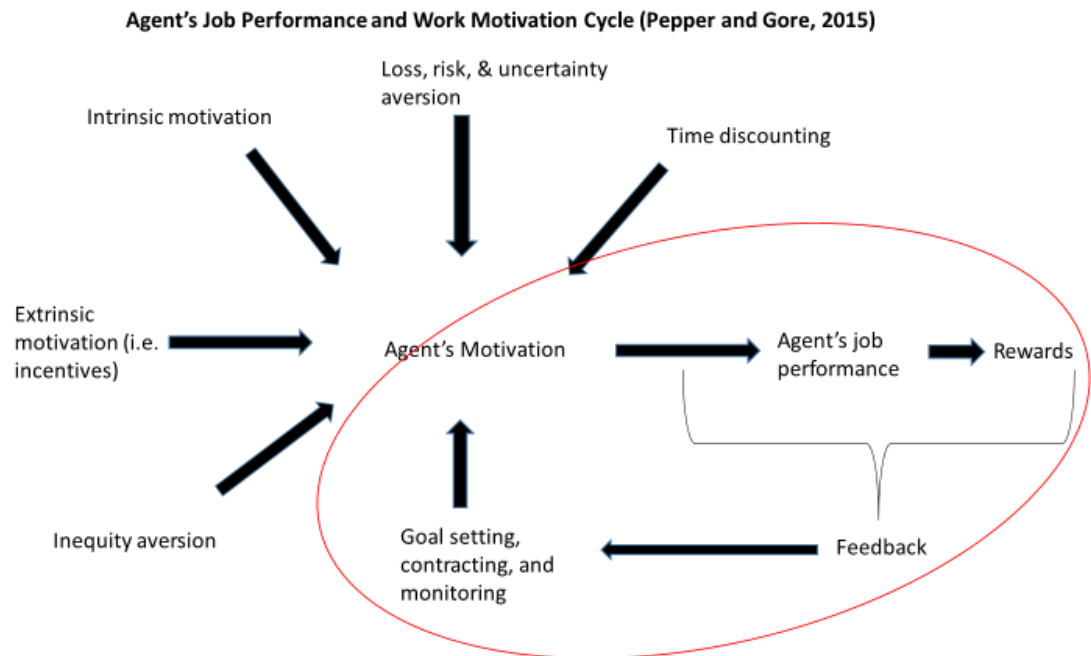 Agent's Job Performance and Work Motivation Cycle (Pepper and Gore, 2015)
Loss, risk, & uncertainty
aversion
Intrinsic motivation
Time discounting
Extrinsic
motivation (i.e.
incentives)
Agent's Motivation
Agent's job
performance
Rewards
Inequity aversion
Goal setting,
contracting, and
monitoring
Feedback